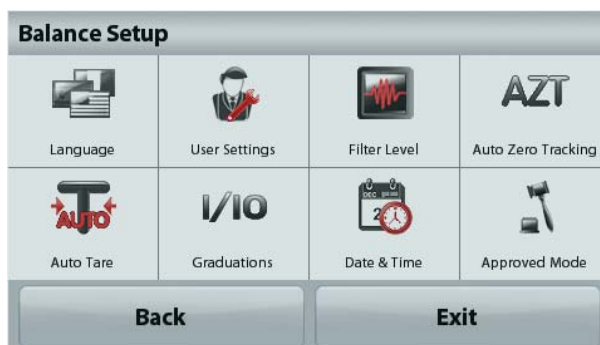 Balance Setup
AZT
Language
User Settings
Filter Level
Auto Zero Tracking
AUTO
I/IO
DEC
2
Auto Tare
Graduations
Date & Time
Approved Mode
Back
Exit